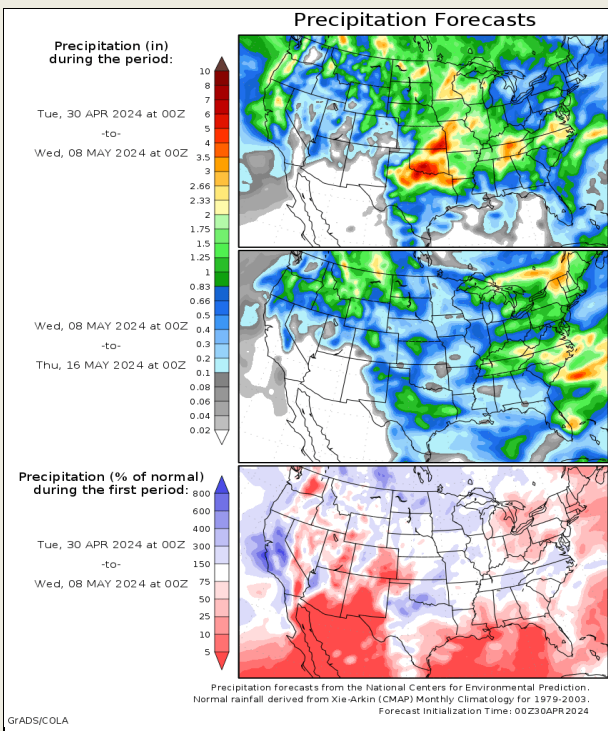 Precipitation Forecasts
Precipitation (in)
during the period:
Tue, 30 APR 2024 at 00Z
-to-
Wed, 08 MAY 2024 at 00Z
10
8
7
6
5
4
3.5
3
2.66
2.33
2
1.75
1.5
1.25
1
0.83
0.66
0.5
0.4
0.3
0.2
0.1
0.08
0.06
0.04
0.02
Wed, 08 MAY 2024 at 00Z
-to-
Thu, 16 MAY 2024 at 00Z
Precipitation (% of normal)
during the first period:
Tue, 30 APR 2024 at 00Z
-to-
Wed, 08 MAY 2024 at 00Z
800
600
400
300
150
75
50
25
10
5
Precipitation forecasts from the National Centers for Environmental Prediction.
Normal rainfall derived from Xie-Arkin (CMAP) Monthly Climatology for 1979-2003.
Forecast Initialization Time: 00Z30APR2024
GrADS/COLA